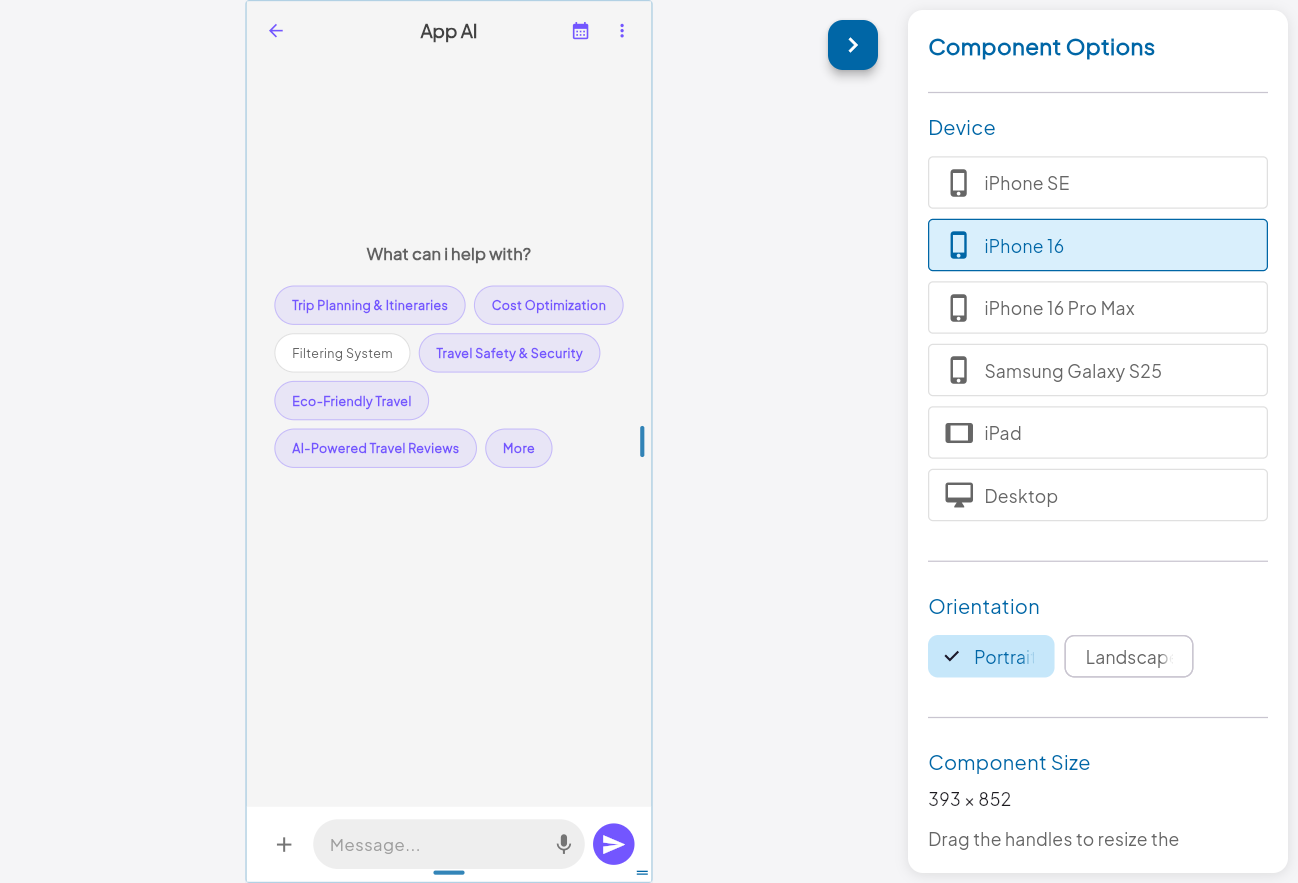 App AI
What can i help with?
Trip Planning & Itineraries
Cost Optimization
Filtering System
Travel Safety & Security
Eco-Friendly Travel
AI-Powered Travel Reviews
More
Message...
Component Options
Device
iPhone SE
iPhone 16
iPhone 16 Pro Max
Samsung Galaxy S25
iPad
Desktop
Orientation
Portrait
Landscape
Component Size
393 × 852
Drag the handles to resize the